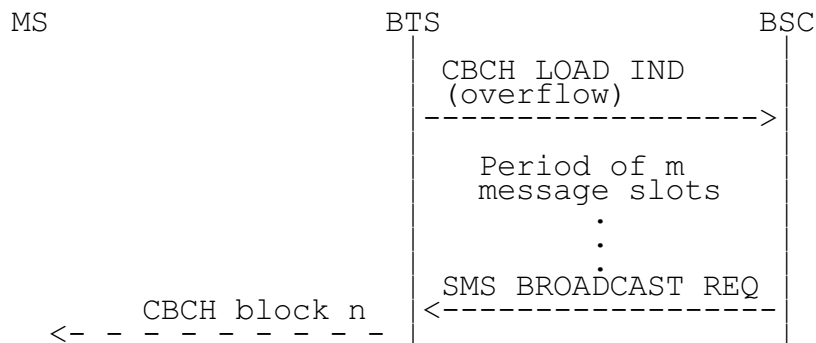 MS BTS BSC
CBCH LOAD IND
(overflow)
Period of m
message slots
.
.
.
SMS BROADCAST REQ
CBCH block n